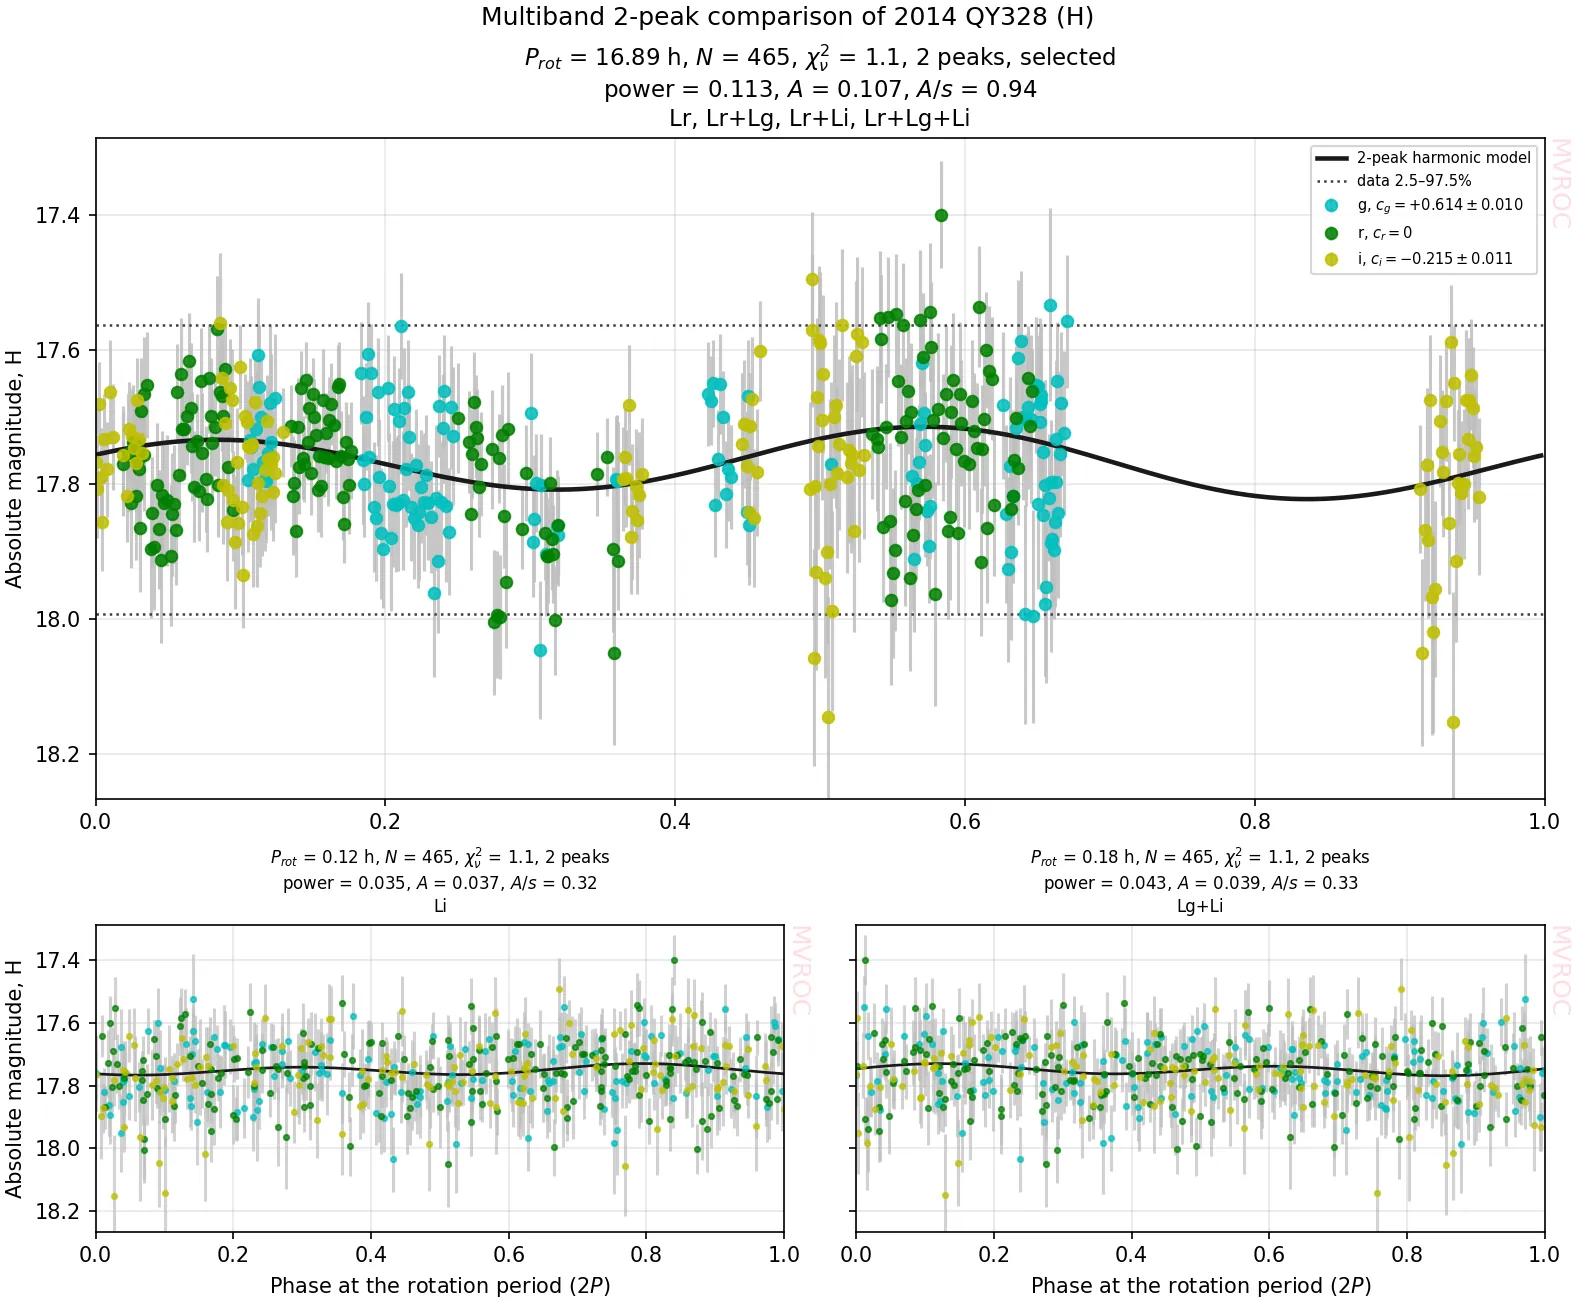 Multiband 2-peak comparison of 2014 QY328 (H)
P_rot = 16.89 h, N = 465, χ²_ν = 1.1, 2 peaks, selected
power = 0.113, A = 0.107, A/s = 0.94
Lr, Lr+Lg, Lr+Li, Lr+Lg+Li
2-peak harmonic model
data 2.5–97.5%
g, c_g = +0.614 ± 0.010
r, c_r = 0
i, c_i = −0.215 ± 0.011
MVROC
Absolute magnitude, H
17.4
17.6
17.8
18.0
18.2
0.0 0.2 0.4 0.6 0.8 1.0
P_rot = 0.12 h, N = 465, χ²_ν = 1.1, 2 peaks
power = 0.035, A = 0.037, A/s = 0.32
Li
MVROC
Absolute magnitude, H
17.4
17.6
17.8
18.0
18.2
0.0 0.2 0.4 0.6 0.8 1.0
Phase at the rotation period (2P)
P_rot = 0.18 h, N = 465, χ²_ν = 1.1, 2 peaks
power = 0.043, A = 0.039, A/s = 0.33
Lg+Li
MVROC
0.0 0.2 0.4 0.6 0.8 1.0
Phase at the rotation period (2P)